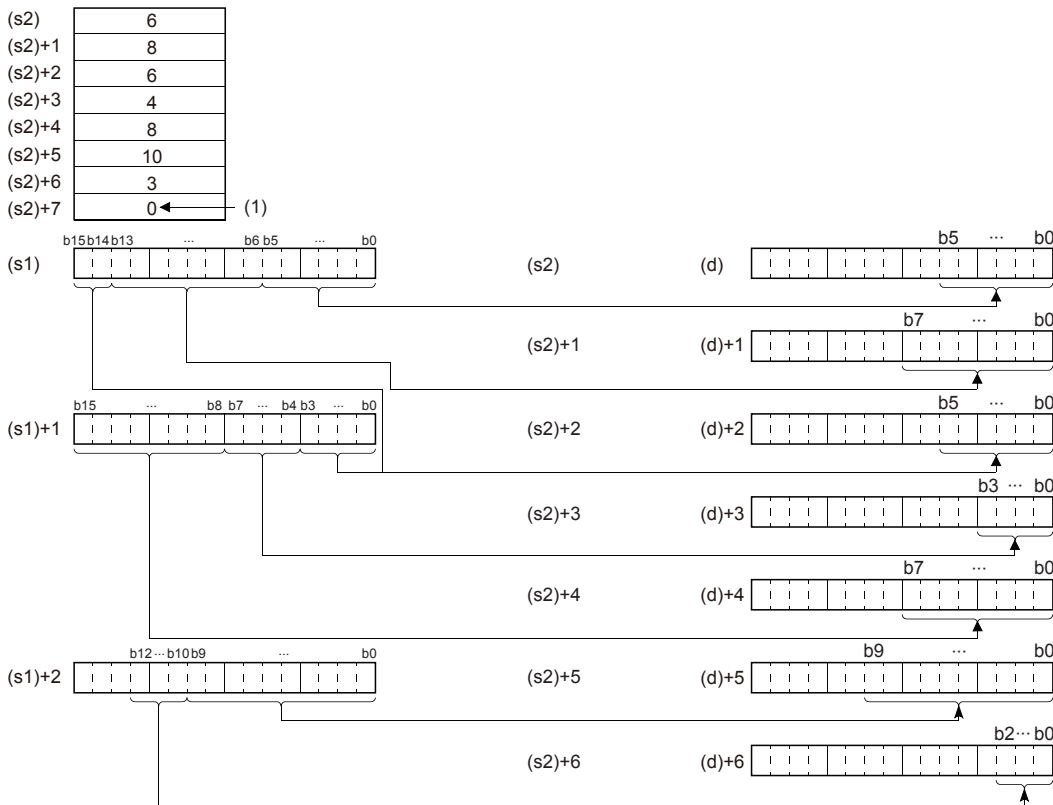 (s2) 6
(s2)+1 8
(s2)+2 6
(s2)+3 4
(s2)+4 8
(s2)+5 10
(s2)+6 3
(s2)+7 0 (1)
b15 b14 b13 ... b6 b5 ... b0
b5 ... b0
(s1) (s2) (d)
b7 ... b0
(s2)+1 (d)+1
b15 ... b8 b7 ... b4 b3 ... b0
b5 ... b0
(s1)+1 (s2)+2 (d)+2
b3 ... b0
(s2)+3 (d)+3
b7 ... b0
(s2)+4 (d)+4
b12 ... b10 b9 ... b0
b9 ... b0
(s1)+2 (s2)+5 (d)+5
b2 ... b0
(s2)+6 (d)+6